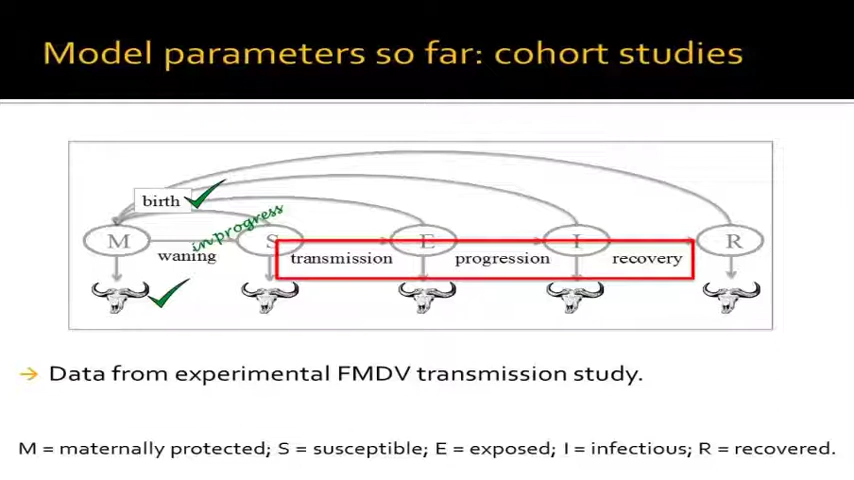 Model parameters so far: cohort studies
birth
in progress
M S E I R
waning transmission progression recovery
→ Data from experimental FMDV transmission study.
M = maternally protected; S = susceptible; E = exposed; I = infectious; R = recovered.